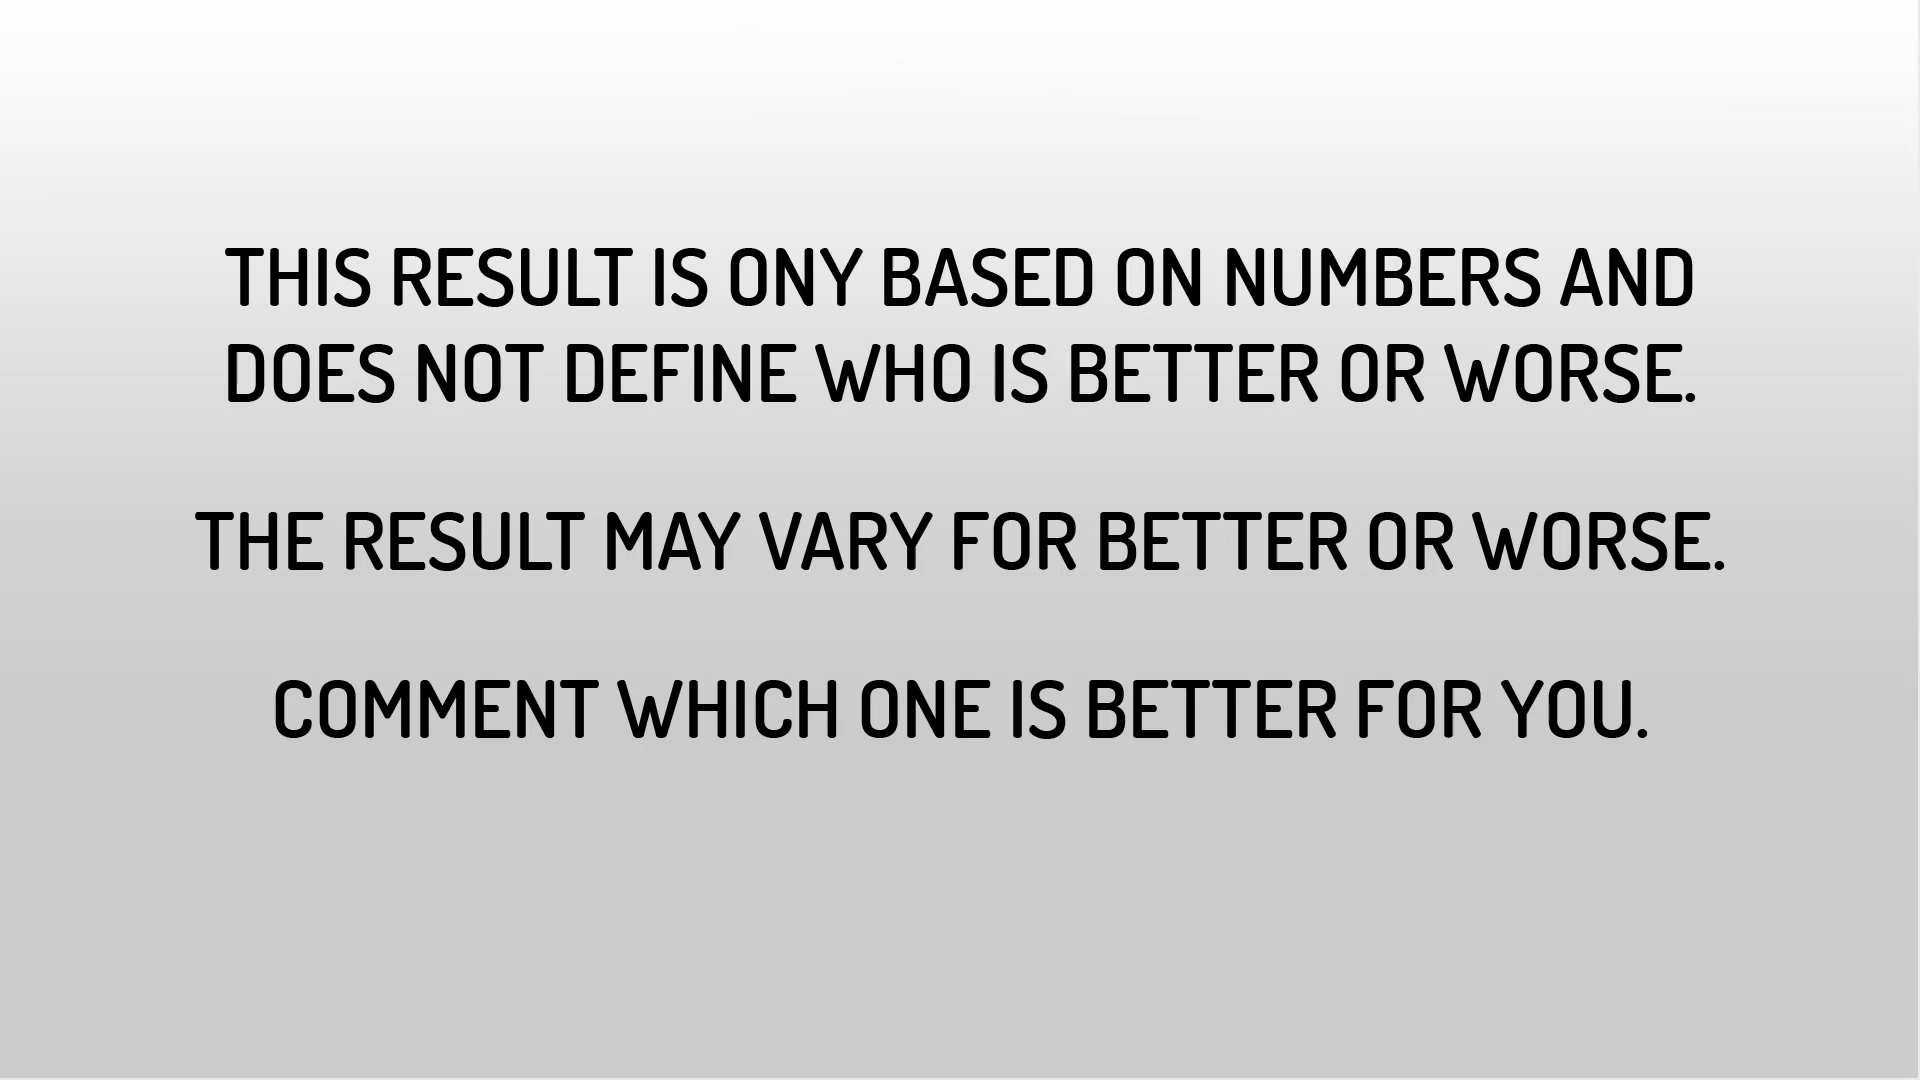 THIS RESULT IS ONY BASED ON NUMBERS AND
DOES NOT DEFINE WHO IS BETTER OR WORSE.
THE RESULT MAY VARY FOR BETTER OR WORSE.
COMMENT WHICH ONE IS BETTER FOR YOU.